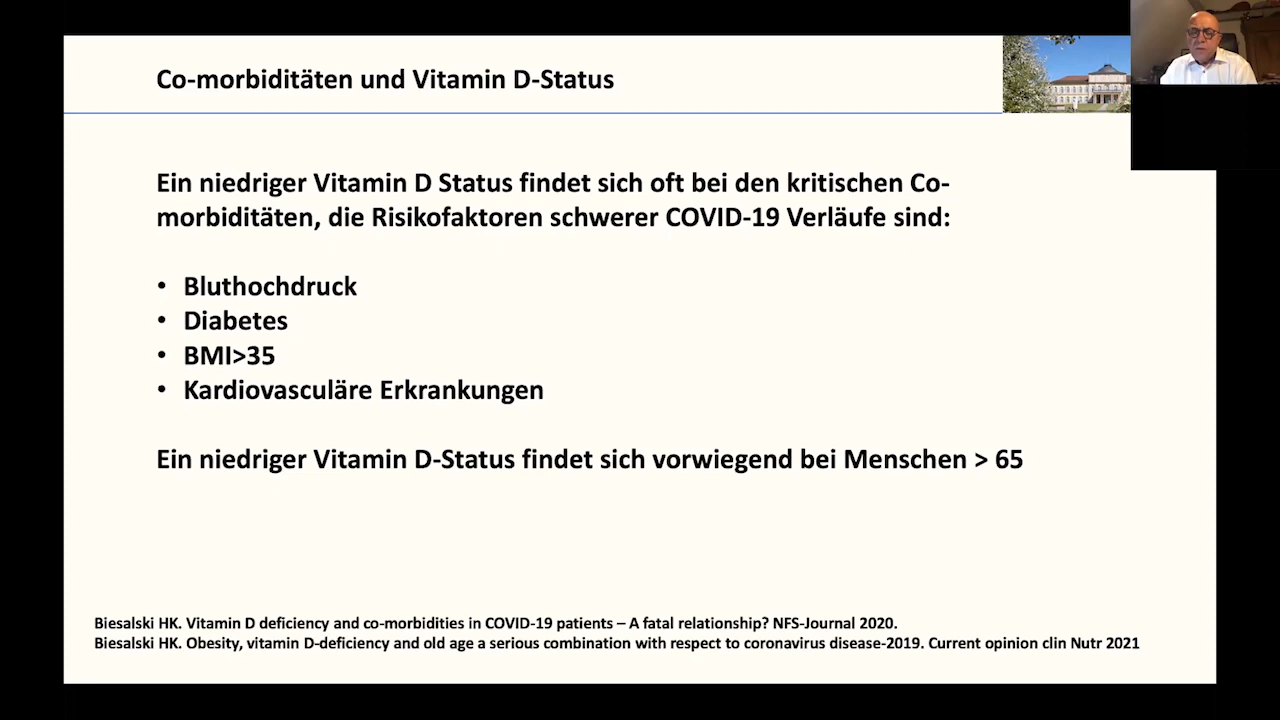 Co-morbiditäten und Vitamin D-Status
Ein niedriger Vitamin D Status findet sich oft bei den kritischen Co-
morbiditäten, die Risikofaktoren schwerer COVID-19 Verläufe sind:
• Bluthochdruck
• Diabetes
• BMI>35
• Kardiovasculäre Erkrankungen
Ein niedriger Vitamin D-Status findet sich vorwiegend bei Menschen > 65
Biesalski HK. Vitamin D deficiency and co-morbidities in COVID-19 patients – A fatal relationship? NFS-Journal 2020.
Biesalski HK. Obesity, vitamin D-deficiency and old age a serious combination with respect to coronavirus disease-2019. Current opinion clin Nutr 2021